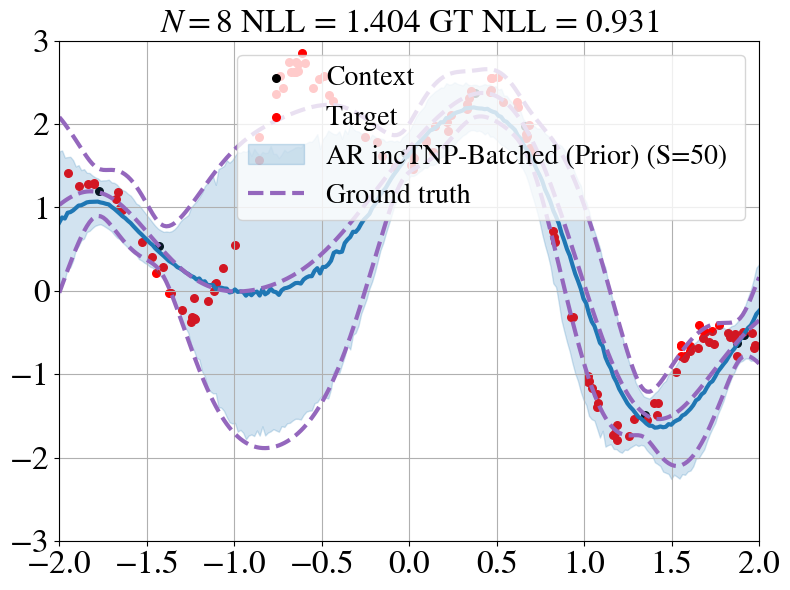 N = 8 NLL = 1.404 GT NLL = 0.931
3
2
1
0
−1
−2
−3
Context
Target
AR incTNP-Batched (Prior) (S=50)
Ground truth
−2.0 −1.5 −1.0 −0.5 0.0 0.5 1.0 1.5 2.0